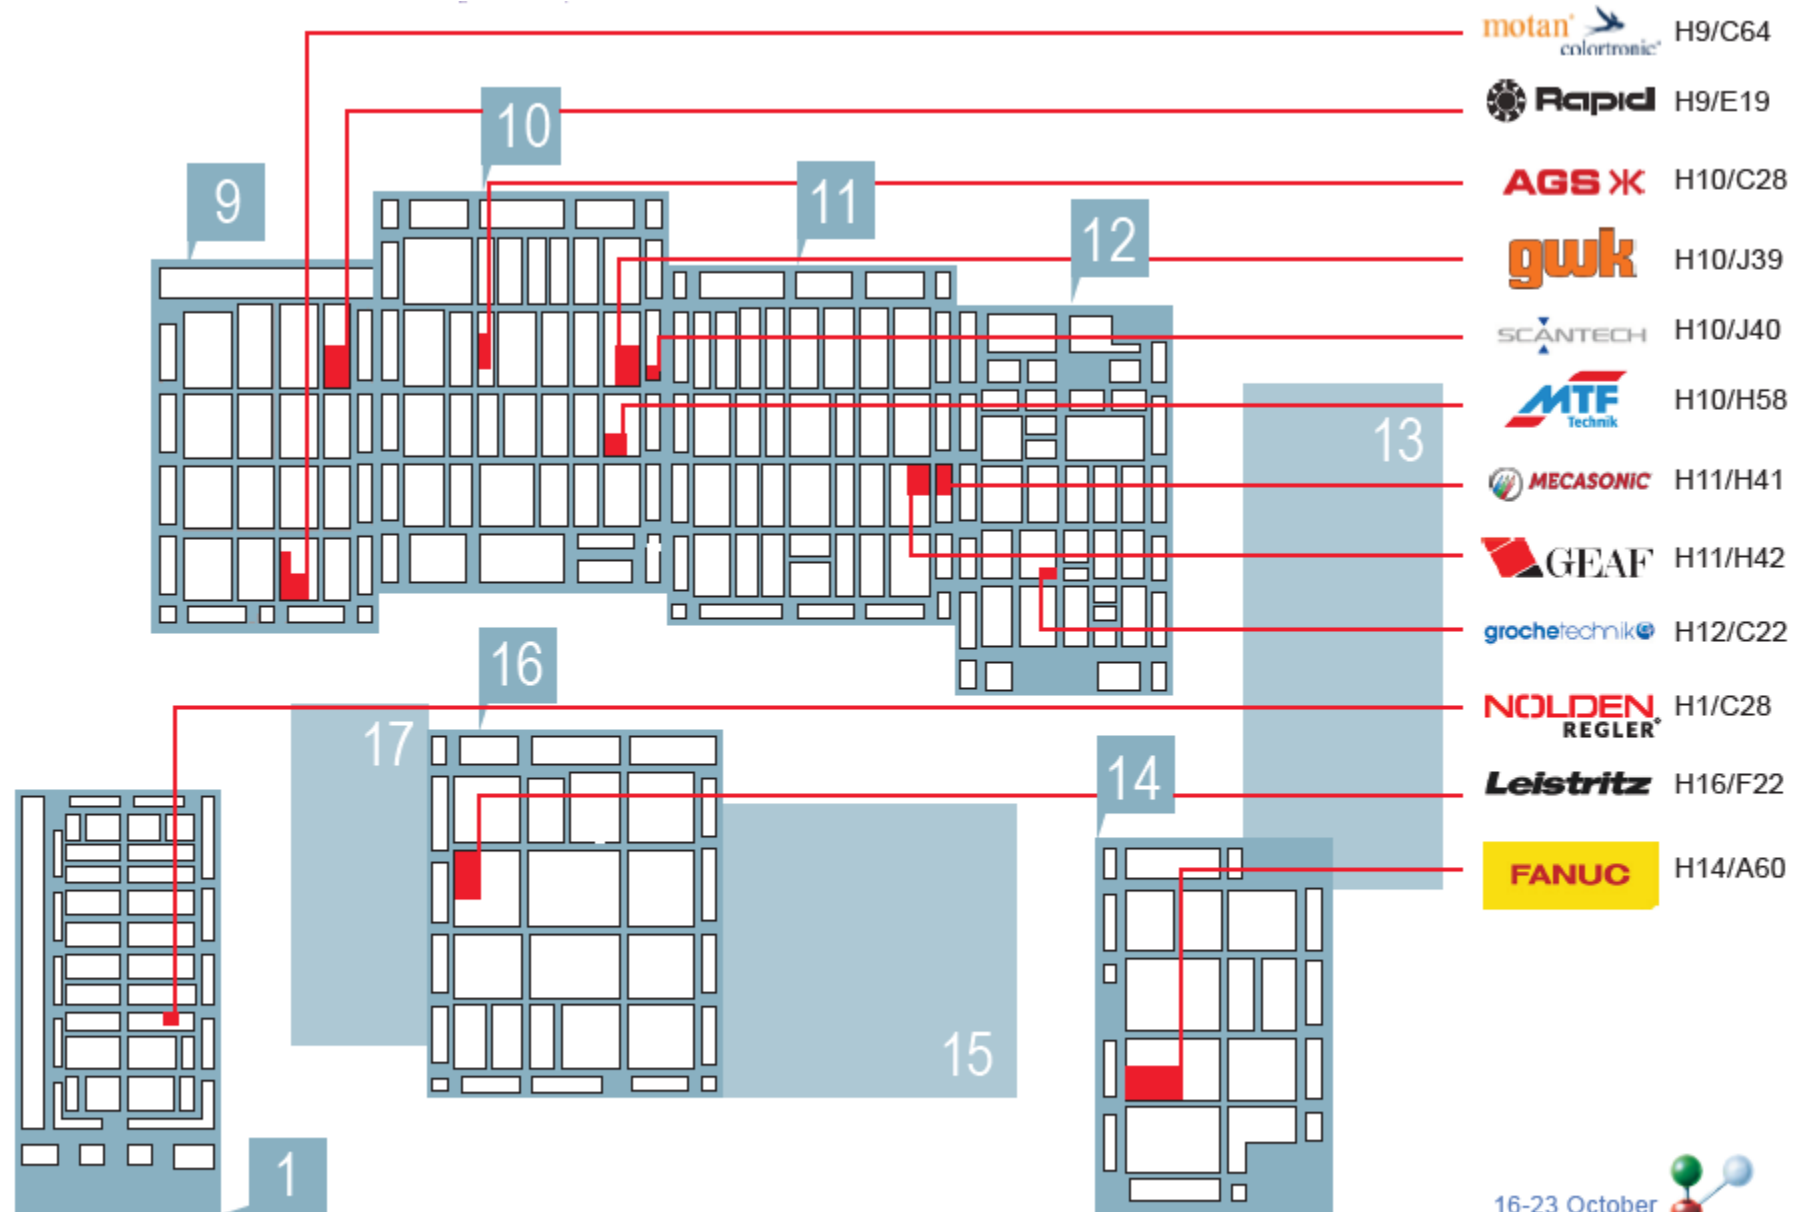 motan®
colortronic®
H9/C64
Rapid
H9/E19
10
9
AGS
H10/C28
11
12
gwk
H10/J39
SCANTECH
H10/J40
MTF
Technik
H10/H58
13
MECASONIC
H11/H41
GEAF
H11/H42
grochetechnik
H12/C22
16
NOLDEN
REGLER®
H1/C28
17
14
Leistritz
H16/F22
FANUC
H14/A60
15
1
16-23 October